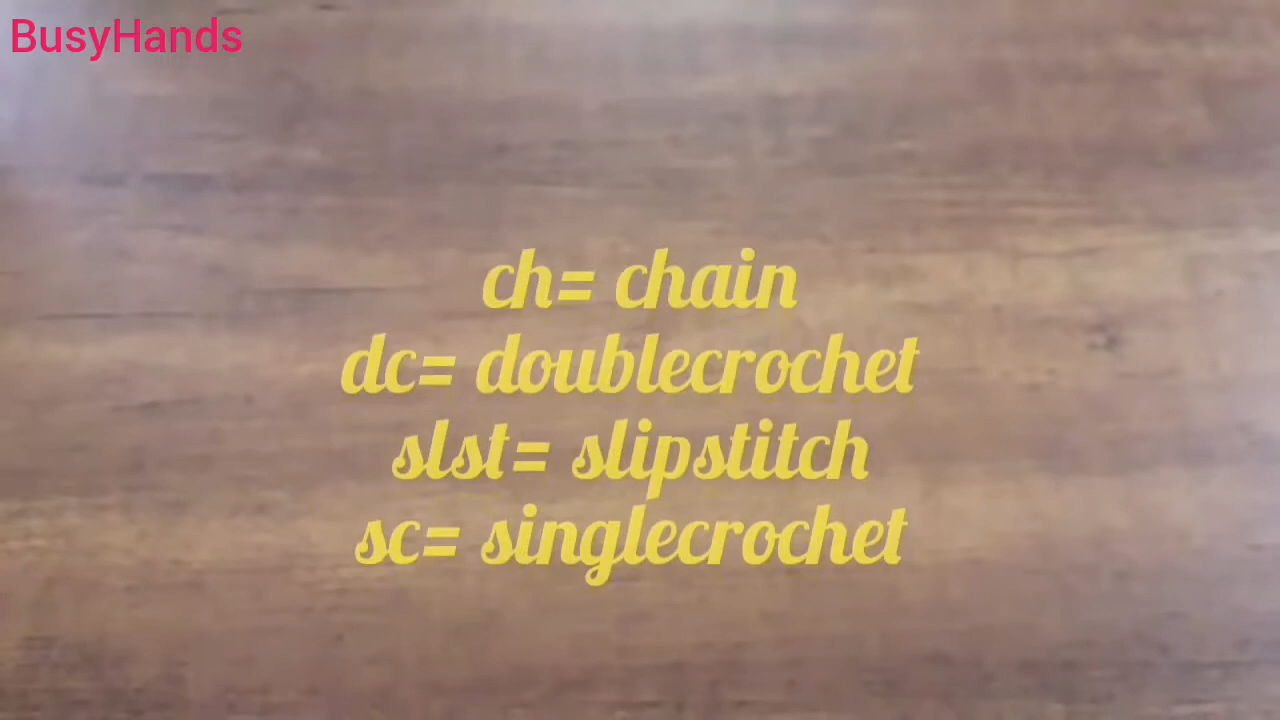 BusyHands
ch= chain
dc= doublecrochet
slst= slipstitch
sc= singlecrochet